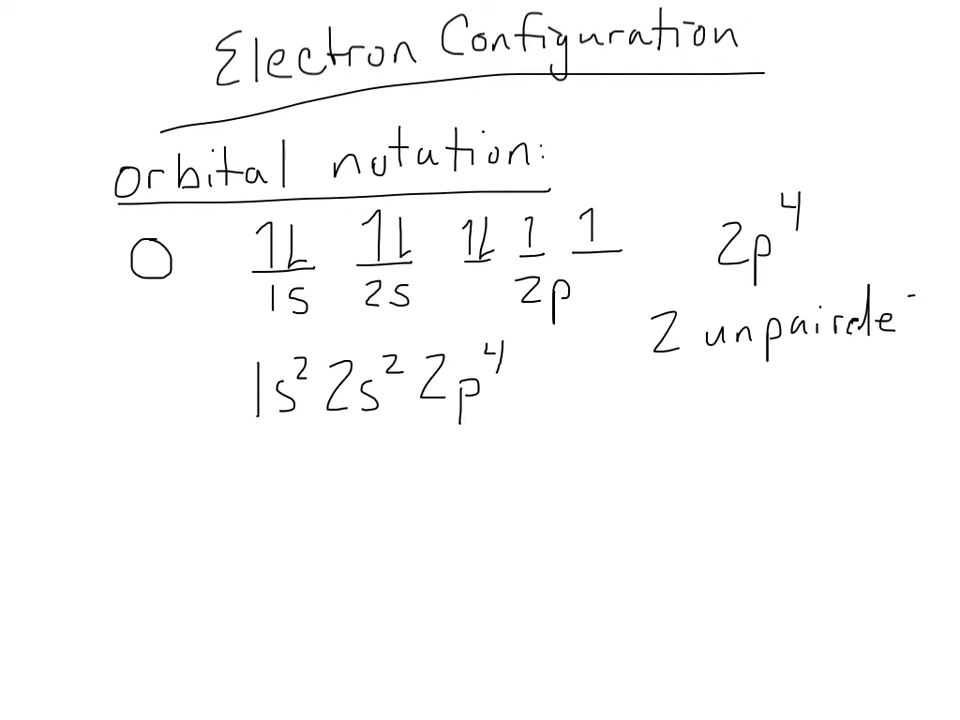 Electron Configuration
orbital notation:
O 1L 1L 1L 1 1 2p⁴
1s 2s 2p
2 unpaired e⁻
1s² 2s² 2p⁴